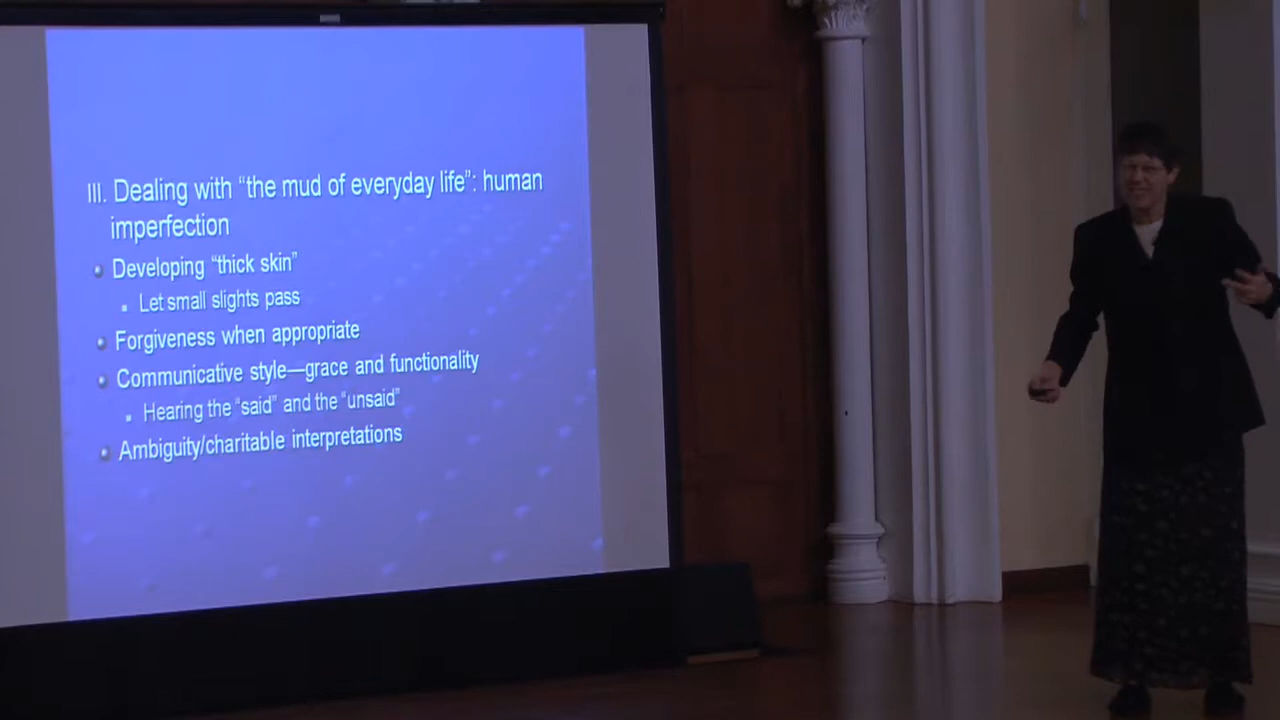 III. Dealing with “the mud of everyday life”: human
imperfection
Developing “thick skin”
Let small slights pass
Forgiveness when appropriate
Communicative style—grace and functionality
Hearing the “said” and the “unsaid”
Ambiguity/charitable interpretations